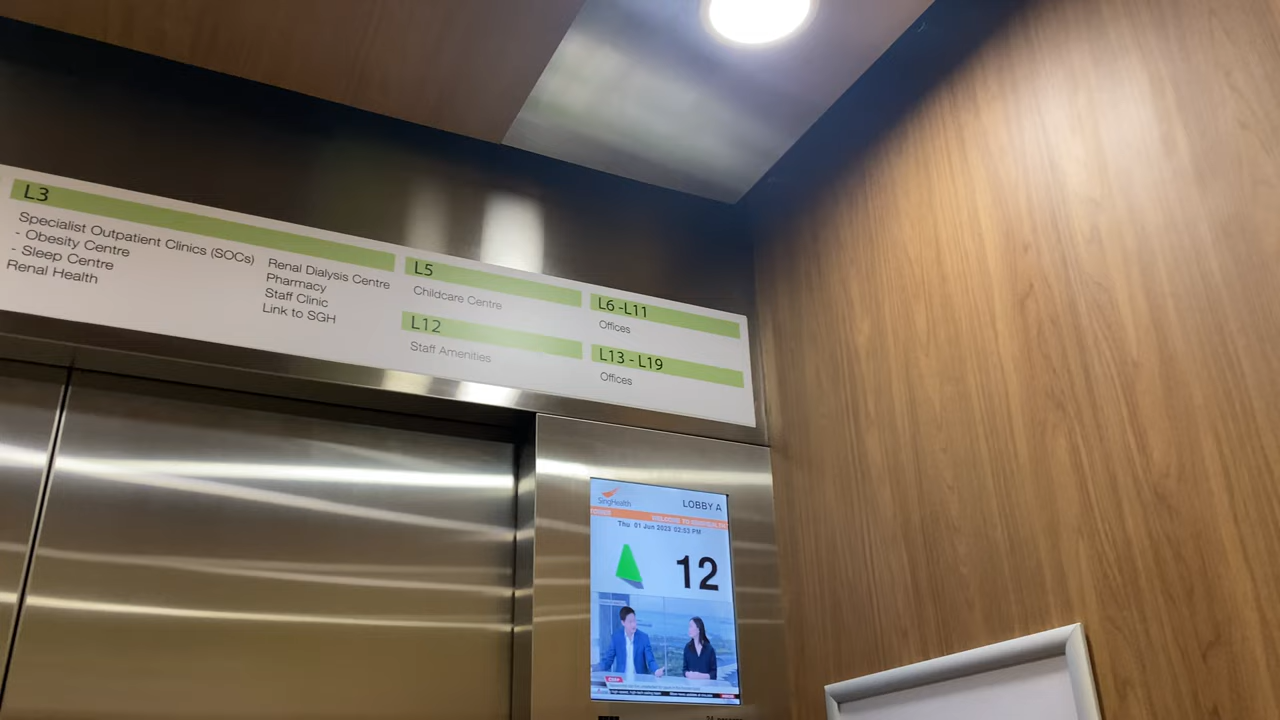 L3
Specialist Outpatient Clinics (SOCs)
- Obesity Centre
- Sleep Centre
Renal Health
Renal Dialysis Centre
Pharmacy
Staff Clinic
Link to SGH
L5
Childcare Centre
L12
Staff Amenities
L6 - L11
Offices
L13 - L19
Offices
SingHealth
LOBBY A
WELCOME TO
Thu 01 Jun 2023 02:53 PM
12